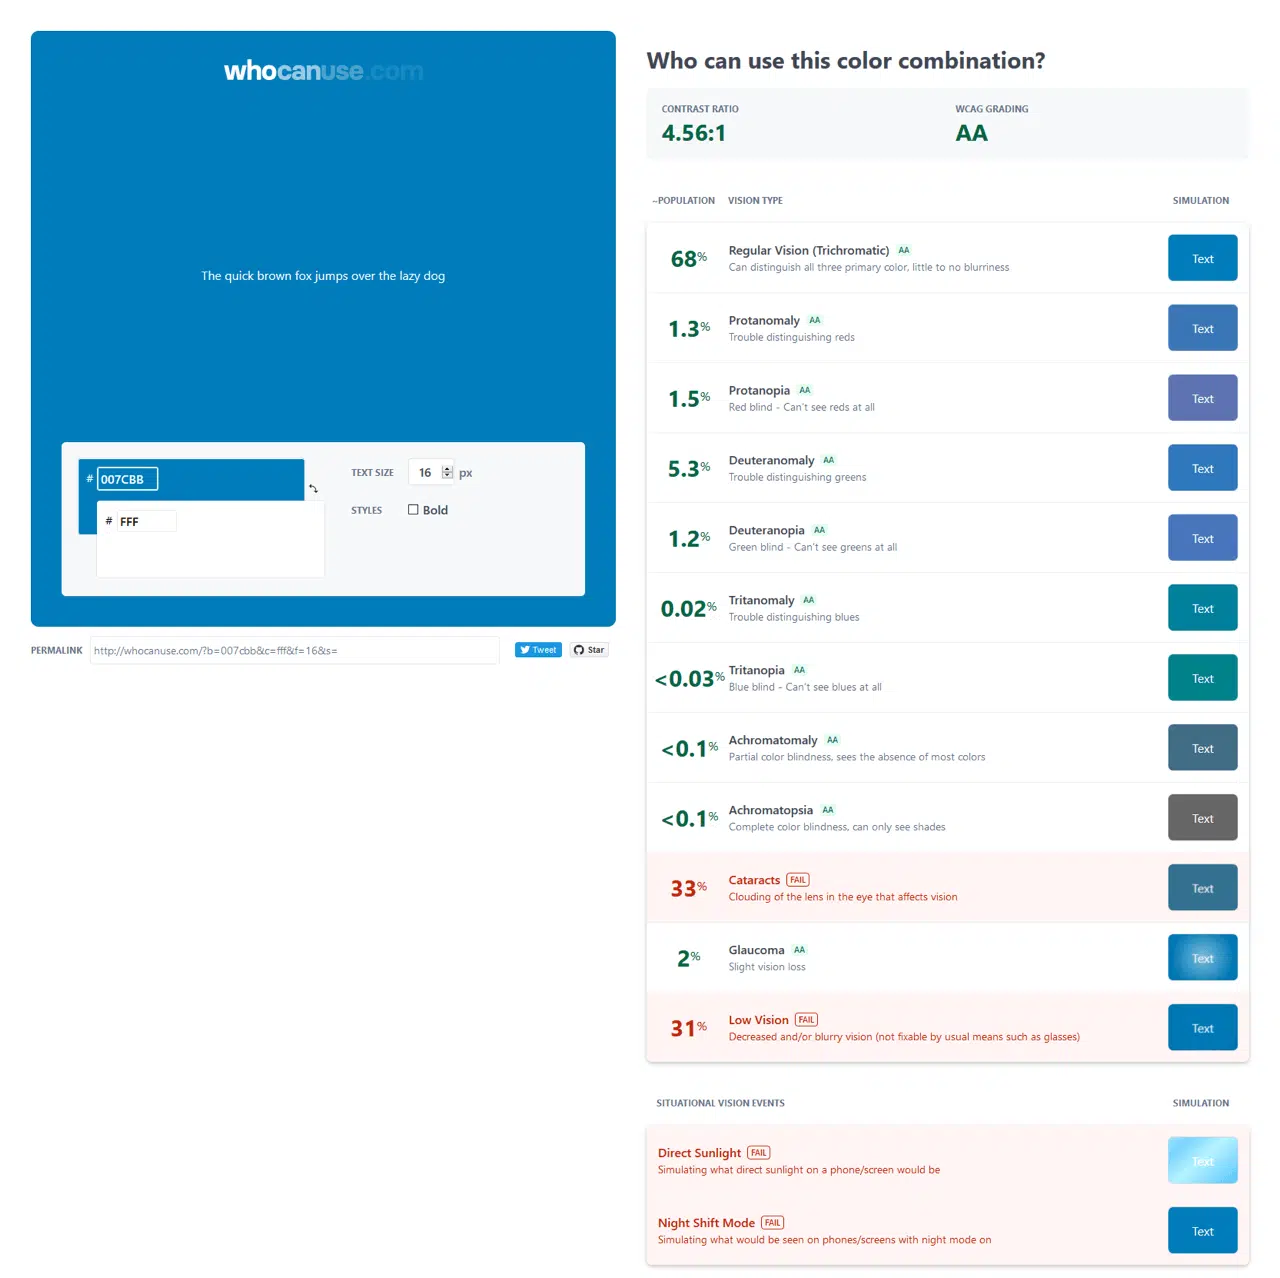 whocanuse.com
The quick brown fox jumps over the lazy dog
# 007CBB
# FFF
TEXT SIZE 16 px
STYLES Bold
PERMALINK http://whocanuse.com/?b=007cbb&c=fff&f=16&s= Tweet Star
Who can use this color combination?
CONTRAST RATIO WCAG GRADING
4.56:1 AA
~POPULATION VISION TYPE SIMULATION
68% Regular Vision (Trichromatic) AA Text
Can distinguish all three primary color, little to no blurriness
1.3% Protanomaly AA Text
Trouble distinguishing reds
1.5% Protanopia AA Text
Red blind - Can't see reds at all
5.3% Deuteranomaly AA Text
Trouble distinguishing greens
1.2% Deuteranopia AA Text
Green blind - Can't see greens at all
0.02% Tritanomaly AA Text
Trouble distinguishing blues
<0.03% Tritanopia AA Text
Blue blind - Can't see blues at all
<0.1% Achromatomaly AA Text
Partial color blindness, sees the absence of most colors
<0.1% Achromatopsia AA Text
Complete color blindness, can only see shades
33% Cataracts FAIL Text
Clouding of the lens in the eye that affects vision
2% Glaucoma AA Text
Slight vision loss
31% Low Vision FAIL Text
Decreased and/or blurry vision (not fixable by usual means such as glasses)
SITUATIONAL VISION EVENTS SIMULATION
Direct Sunlight FAIL Text
Simulating what direct sunlight on a phone/screen would be
Night Shift Mode FAIL Text
Simulating what would be seen on phones/screens with night mode on